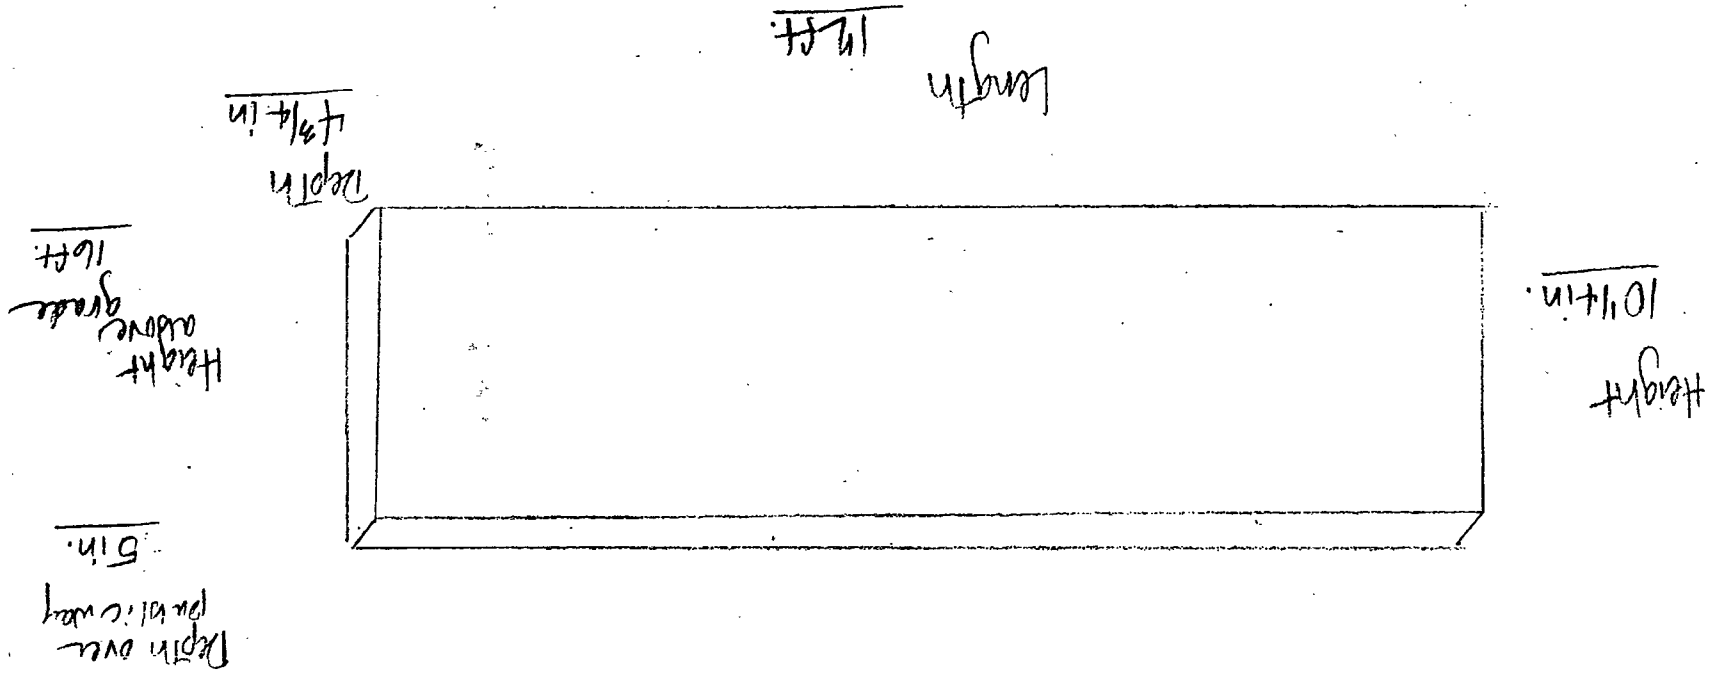 Depth over
public way
5 in.
Height
10 1/4 in.
Height
above
grade
16 ft.
Depth
4 3/4 in
Length
ft.